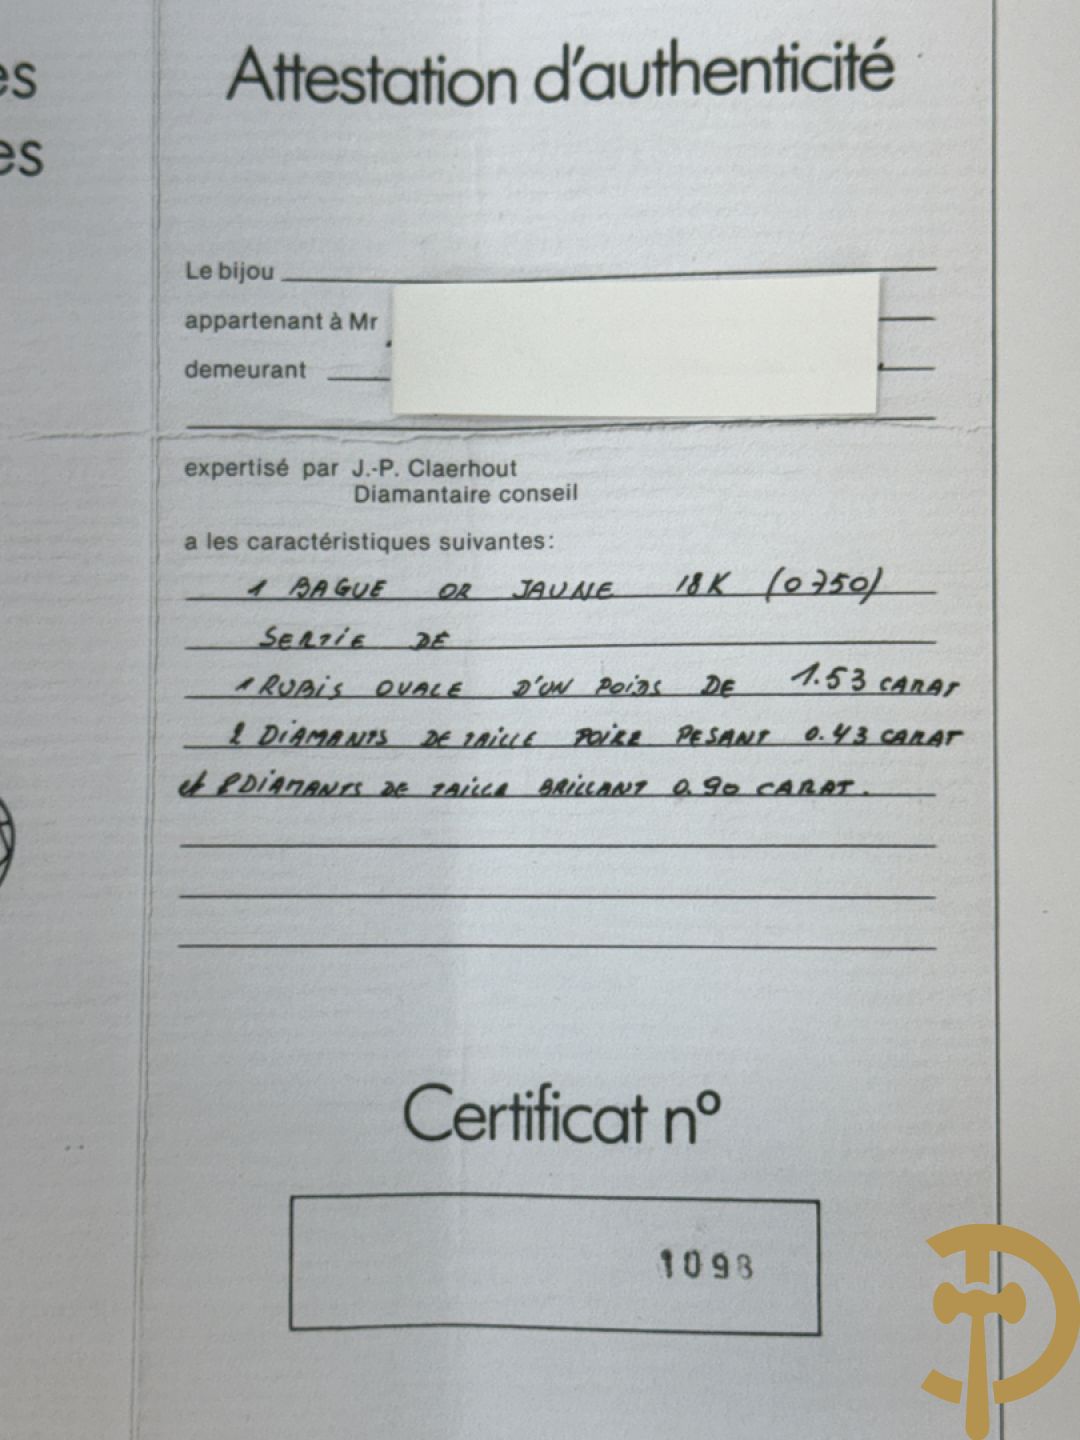 es
es
Attestation d'authenticité
Le bijou
appartenant à Mr
demeurant
expertisé par J.-P. Claerhout
Diamantaire conseil
a les caractéristiques suivantes:
1 BAGUE OR JAUNE 18K (0750)
SERTIE DE
1 RUBIS OVALE D'UN POIDS DE 1.53 CARAT
2 DIAMANTS DE TAILLE POIRE PESANT 0.43 CARAT
et 8 DIAMANTS DE TAILLE BRILLANT 0.90 CARAT.
Certificat nº
1098